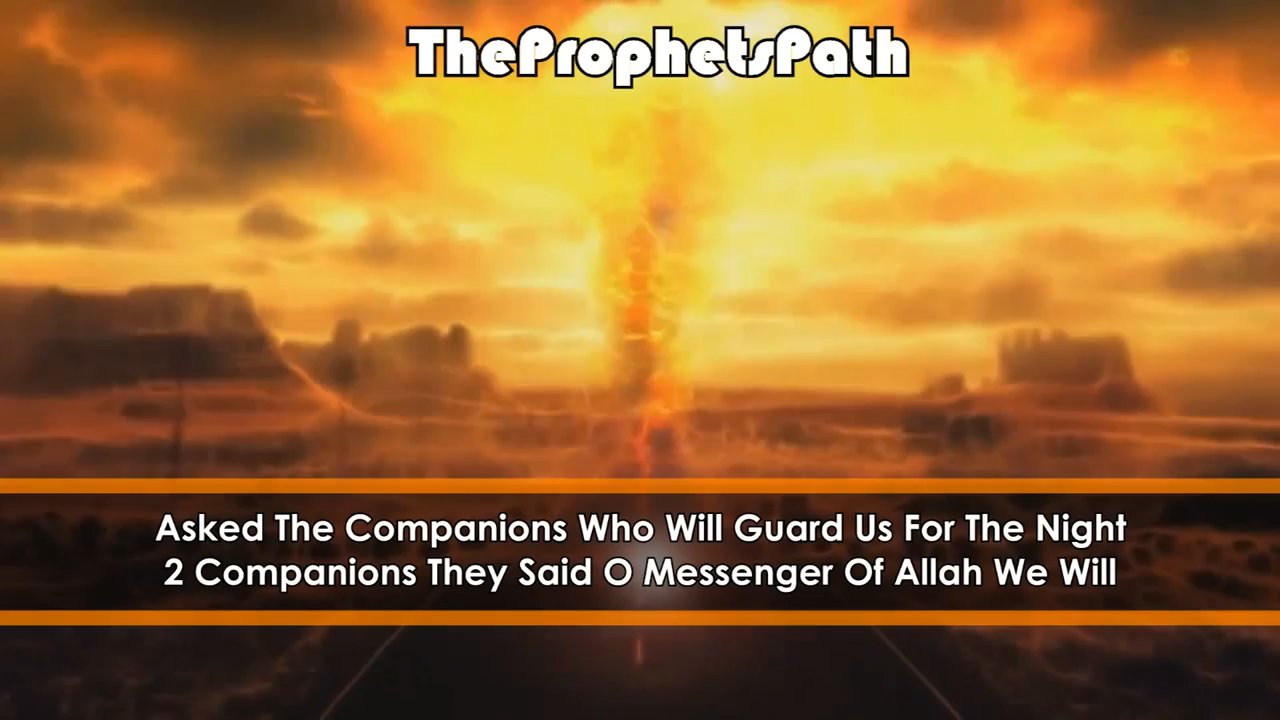 TheProphetsPath
Asked The Companions Who Will Guard Us For The Night
2 Companions They Said O Messenger Of Allah We Will